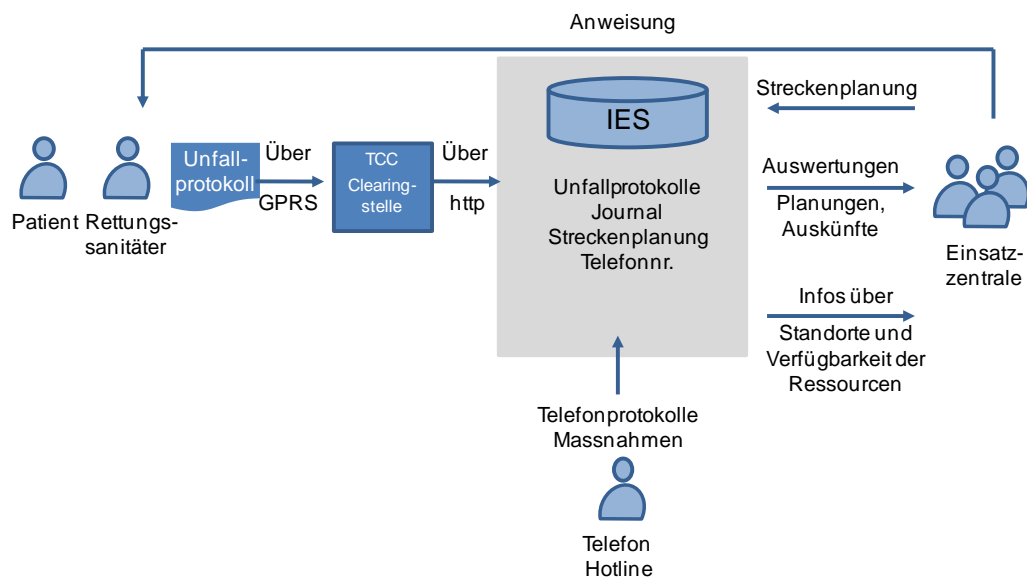 Anweisung
Streckenplanung
IES
Unfall-
protokoll
Über
GPRS
TCC
Clearing-
stelle
Über
http
Patient
Rettungs-
sanitäter
Unfallprotokolle
Journal
Streckenplanung
Telefonnr.
Auswertungen
Planungen,
Auskünfte
Einsatz-
zentrale
Infos über
Standorte und
Verfügbarkeit der
Ressourcen
Telefonprotokolle
Massnahmen
Telefon
Hotline